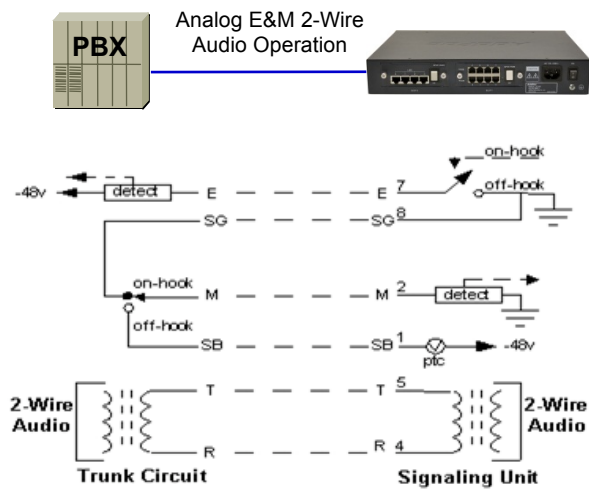 Analog E&M 2-Wire
Audio Operation
PBX
on-hook
-48v detect E E 7 off-hook
SG SG 8
on-hook M M 2 detect
off-hook
SB SB 1 ptc -48v
2-Wire
Audio
T T 5
R R 4
2-Wire
Audio
Trunk Circuit Signaling Unit